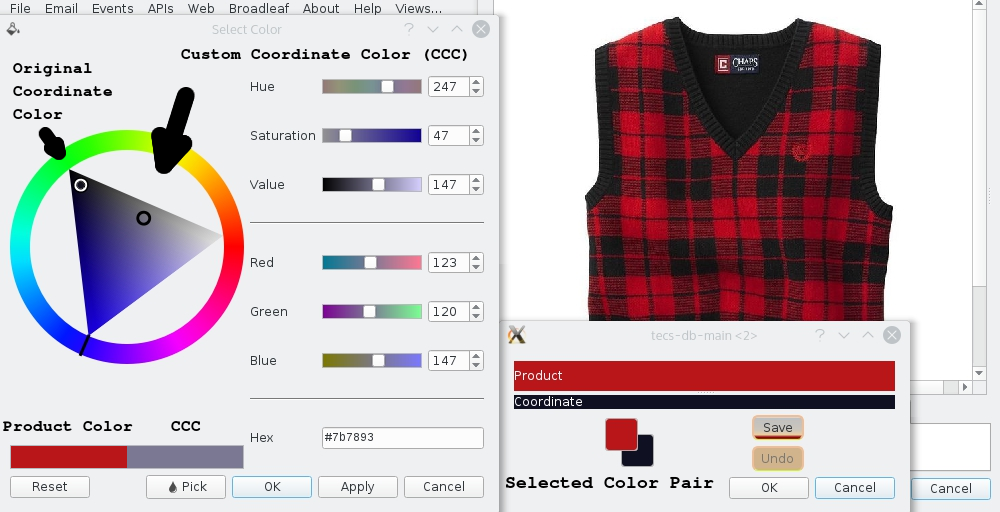 File Email Events APIs Web Broadleaf About Help Views...
Select Color
Custom Coordinate Color (CCC)
Original
Coordinate
Color
Hue 247
Saturation 47
Value 147
Red 123
Green 120
Blue 147
Product Color CCC
Hex #7b7893
Reset Pick OK Apply Cancel
CHAPS
tecs-db-main <2>
Product
Coordinate
Save
Undo
Selected Color Pair
OK Cancel
Cancel